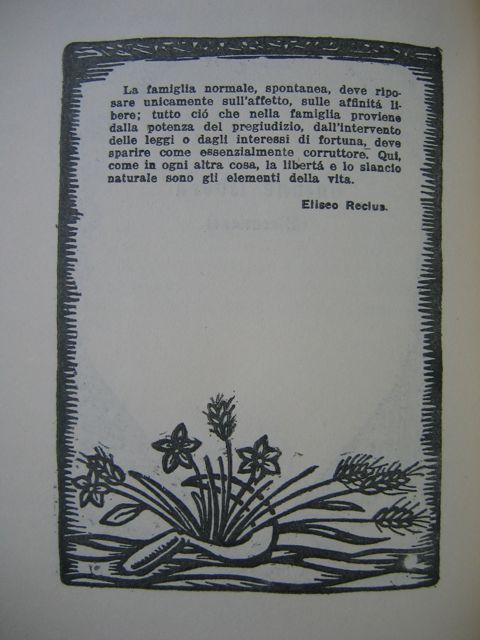 La famiglia normale, spontanea, deve ripo-
sare unicamente sull'affetto, sulle affinitá li-
bere; tutto ció che nella famiglia proviene
dalla potenza del pregiudizio, dall'intervento
delle leggi o dagli interessi di fortuna, deve
sparire come essenzialmente corruttore. Qui,
come in ogni altra cosa, la libertá e lo slancio
naturale sono gli elementi della vita.
Eliseo Reclus.